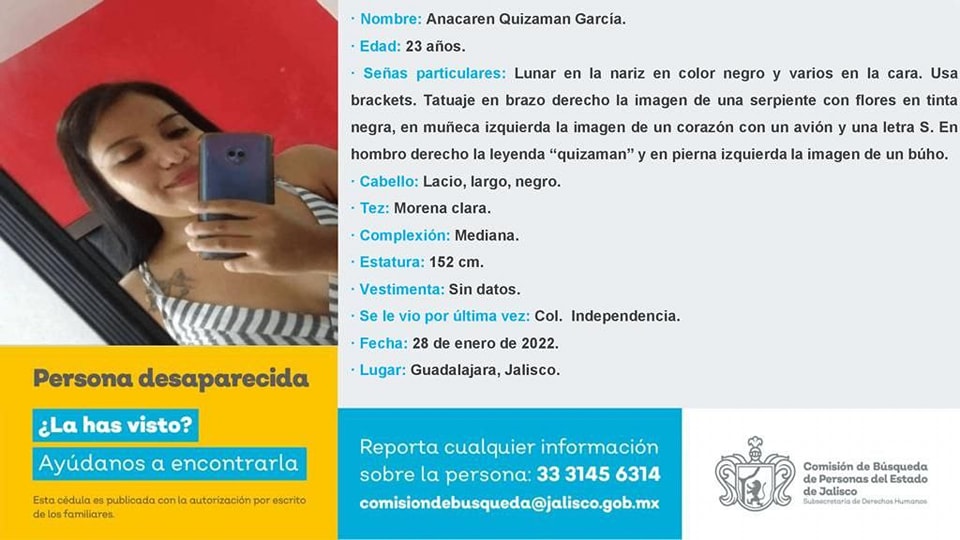 · Nombre: Anacaren Quizaman García.
· Edad: 23 años.
· Señas particulares: Lunar en la nariz en color negro y varios en la cara. Usa
brackets. Tatuaje en brazo derecho la imagen de una serpiente con flores en tinta
negra, en muñeca izquierda la imagen de un corazón con un avión y una letra S. En
hombro derecho la leyenda “quizaman” y en pierna izquierda la imagen de un búho.
· Cabello: Lacio, largo, negro.
· Tez: Morena clara.
· Complexión: Mediana.
· Estatura: 152 cm.
· Vestimenta: Sin datos.
· Se le vio por última vez: Col. Independencia.
· Fecha: 28 de enero de 2022.
· Lugar: Guadalajara, Jalisco.
Persona desaparecida
¿La has visto?
Ayúdanos a encontrarla
Esta cédula es publicada con la autorización por escrito
de los familiares.
Reporta cualquier información
sobre la persona: 33 3145 6314
comisiondebusqueda@jalisco.gob.mx
Comisión de Búsqueda
de Personas del Estado
de Jalisco
Subsecretaría de Derechos Humanos